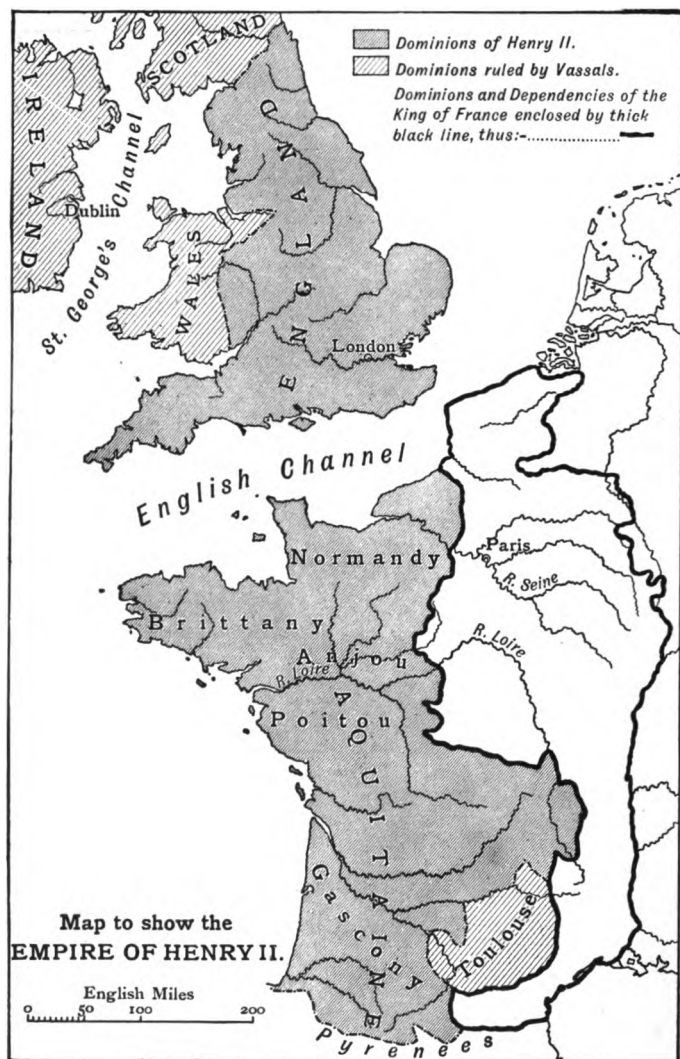 Dominions of Henry II.
Dominions ruled by Vassals.
Dominions and Dependencies of the
King of France enclosed by thick
black line, thus:-
SCOTLAND
IRELAND
Dublin
St. George's Channel
WALES
ENGLAND
London
English Channel
Normandy
Paris
R. Seine
Brittany
Anjou
R. Loire
R. Loire
Poitou
AQUITAINE
Gascony
Toulouse
Map to show the
EMPIRE OF HENRY II.
English Miles
0 100 200
Pyrenees